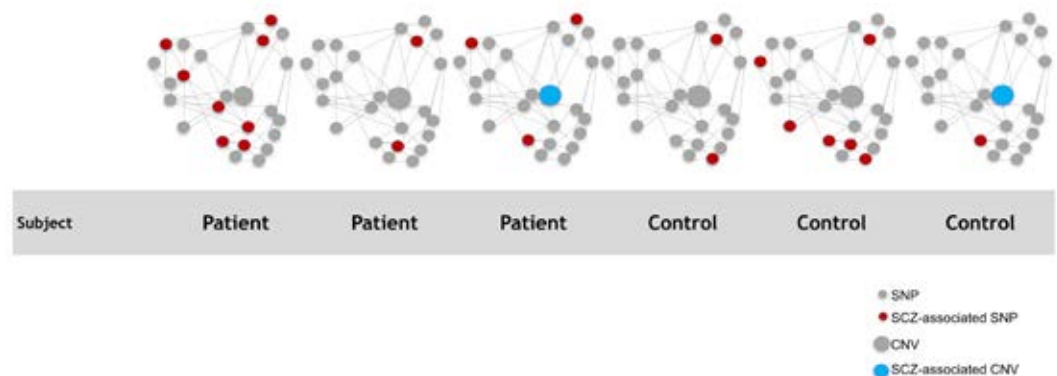 Subject Patient Patient Patient Control Control Control
SNP
SCZ-associated SNP
CNV
SCZ-associated CNV